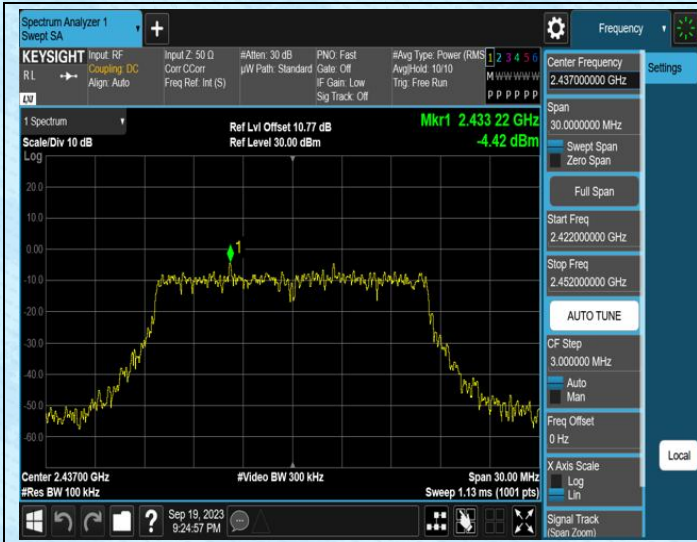 Spectrum Analyzer 1
Swept SA
+
Frequency
KEYSIGHT
Input: RF
Input Z: 50 Ω
#Atten: 30 dB
PNO: Fast
#Avg Type: Power (RMS
1 2 3 4 5 6
RL
Coupling: DC
Corr CCorr
µW Path: Standard
Gate: Off
Avg|Hold: 10/10
M W W W W W
Align: Auto
Freq Ref: Int (S)
IF Gain: Low
Trig: Free Run
Sig Track: Off
P P P P P P
LXI
1 Spectrum
Ref Lvl Offset 10.77 dB
Mkr1 2.433 22 GHz
Scale/Div 10 dB
Ref Level 30.00 dBm
-4.42 dBm
Log
20.0
10.0
0.00
1
-10.0
-20.0
-30.0
-40.0
-50.0
-60.0
Center 2.43700 GHz
#Video BW 300 kHz
Span 30.00 MHz
#Res BW 100 kHz
Sweep 1.13 ms (1001 pts)
?
Sep 19, 2023
9:24:57 PM
Center Frequency
2.437000000 GHz
Settings
Span
30.0000000 MHz
Swept Span
Zero Span
Full Span
Start Freq
2.422000000 GHz
Stop Freq
2.452000000 GHz
AUTO TUNE
CF Step
3.000000 MHz
Auto
Man
Freq Offset
0 Hz
Local
X Axis Scale
Log
Lin
Signal Track
(Span Zoom)